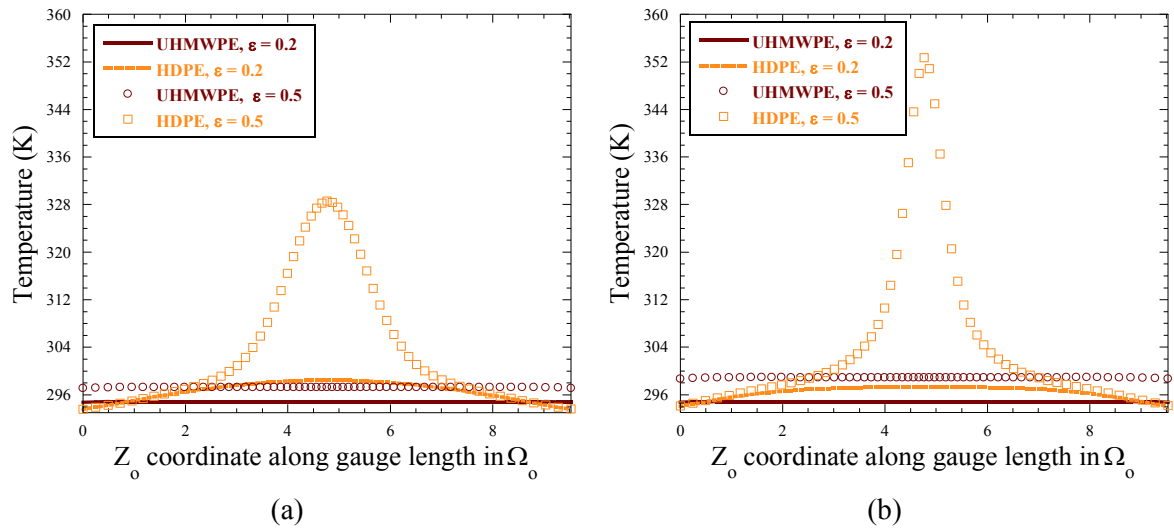 360
352
344
336
328
320
312
304
296
Temperature (K)
UHMWPE, ε = 0.2
HDPE, ε = 0.2
UHMWPE, ε = 0.5
HDPE, ε = 0.5
0 2 4 6 8
Zo coordinate along gauge length in Ωo
(a)
360
352
344
336
328
320
312
304
296
Temperature (K)
UHMWPE, ε = 0.2
HDPE, ε = 0.2
UHMWPE, ε = 0.5
HDPE, ε = 0.5
0 2 4 6 8
Zo coordinate along gauge length in Ωo
(b)